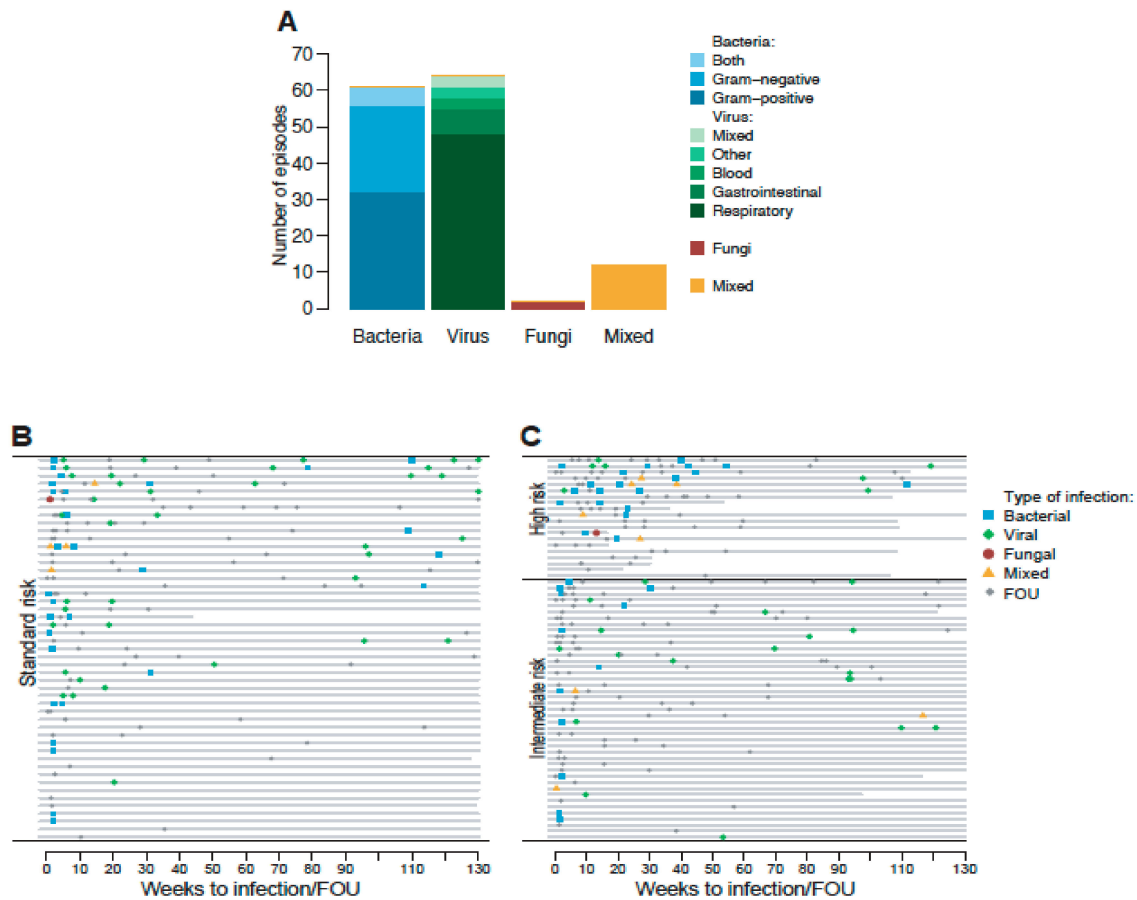 A
Number of episodes
70
60
50
40
30
20
10
0
Bacteria
Virus
Fungi
Mixed
Bacteria:
Both
Gram–negative
Gram–positive
Virus:
Mixed
Other
Blood
Gastrointestinal
Respiratory
Fungi
Mixed
B
Standard risk
0 10 20 30 40 50 60 70 80 90 110 130
Weeks to infection/FOU
C
High risk
Intermediate risk
0 10 20 30 40 50 60 70 80 90 110 130
Weeks to infection/FOU
Type of infection:
Bacterial
Viral
Fungal
Mixed
FOU